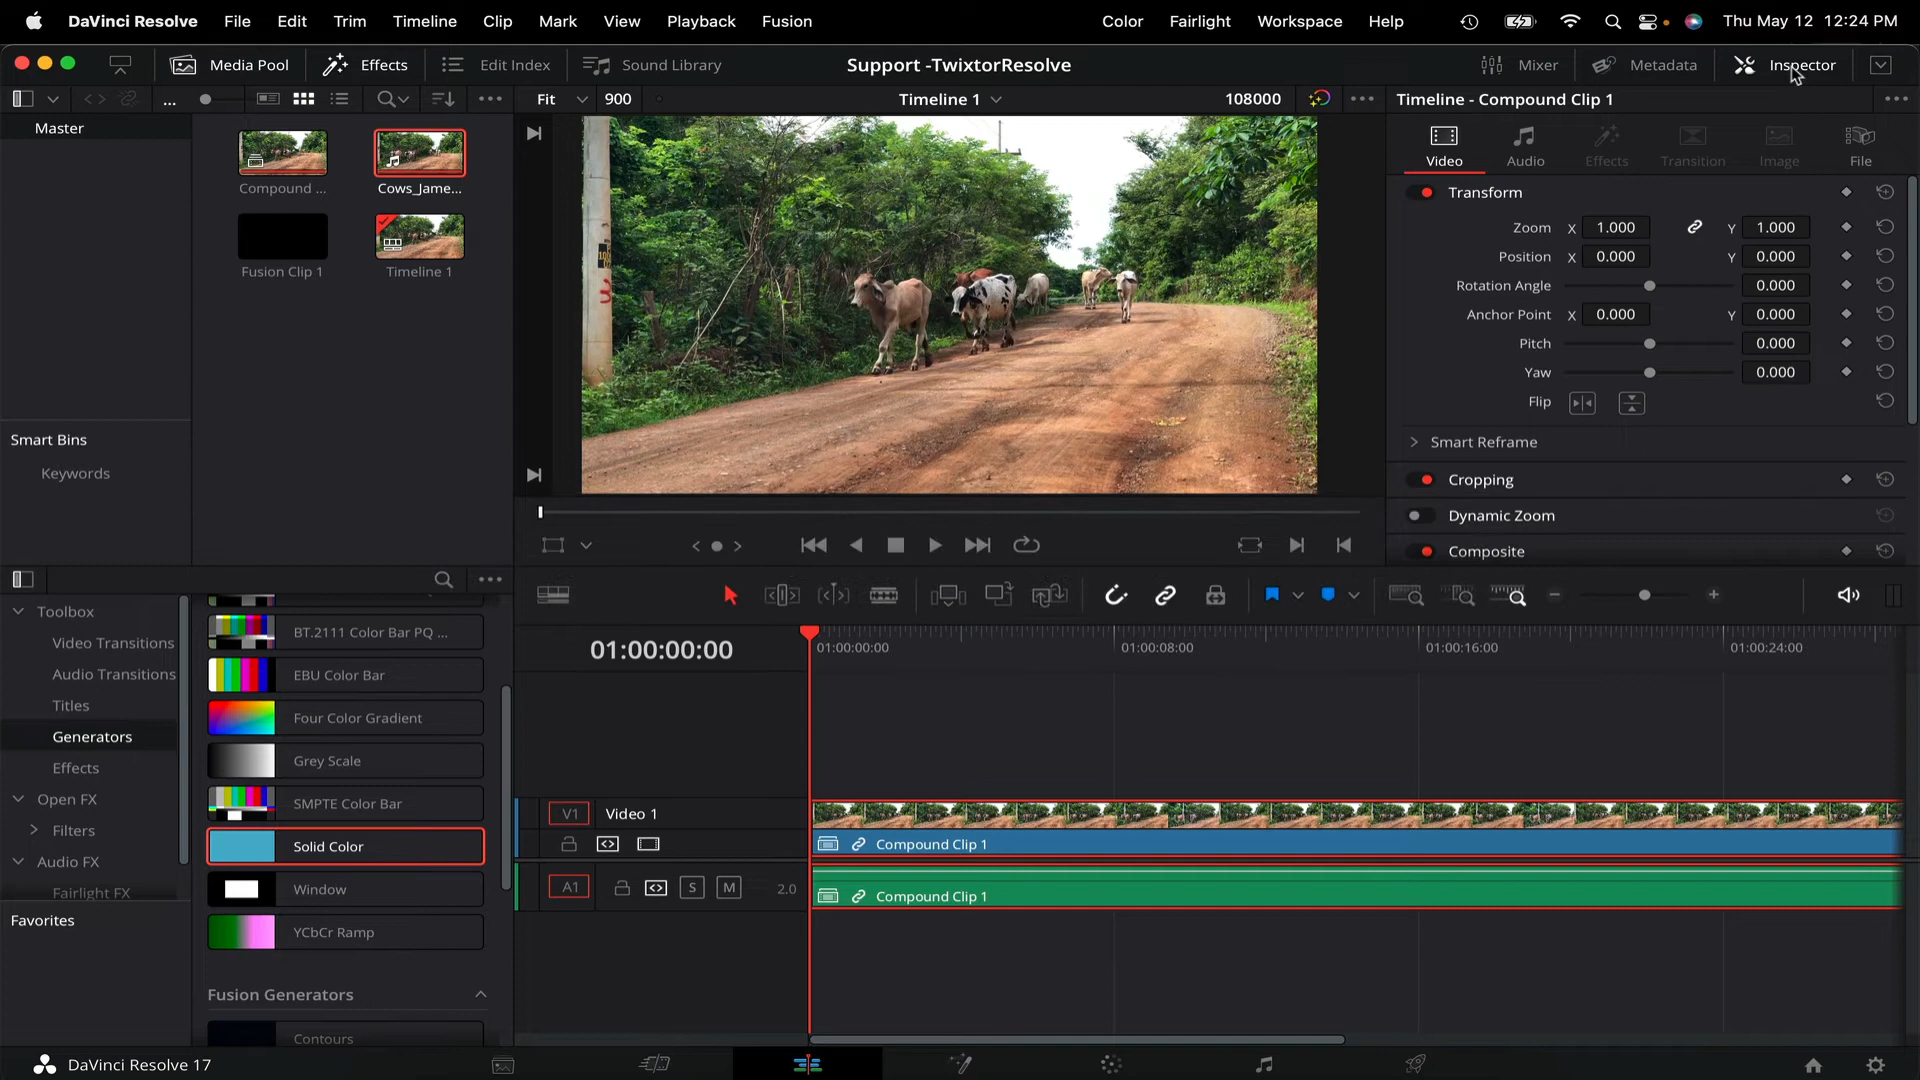 DaVinci Resolve File Edit Trim Timeline Clip Mark View Playback Fusion Color Fairlight Workspace Help Thu May 12 12:24 PM
Media Pool Effects Edit Index Sound Library Support -TwixtorResolve Mixer Metadata Inspector
... Fit 900 Timeline 1 108000 Timeline - Compound Clip 1
Master
Compound ... Cows_Jame...
Fusion Clip 1 Timeline 1
Smart Bins
Keywords
Video Audio Effects Transition Image File
Transform
Zoom X 1.000 Y 1.000
Position X 0.000 Y 0.000
Rotation Angle 0.000
Anchor Point X 0.000 Y 0.000
Pitch 0.000
Yaw 0.000
Flip
Smart Reframe
Cropping
Dynamic Zoom
Composite
Toolbox
Video Transitions
Audio Transitions
Titles
Generators
Effects
Open FX
Filters
Audio FX
Fairlight FX
Favorites
BT.2111 Color Bar PQ ...
EBU Color Bar
Four Color Gradient
Grey Scale
SMPTE Color Bar
Solid Color
Window
YCbCr Ramp
Fusion Generators
Contours
01:00:00:00
01:00:00:00 01:00:08:00 01:00:16:00 01:00:24:00
V1 Video 1
Compound Clip 1
A1 S M 2.0
Compound Clip 1
DaVinci Resolve 17